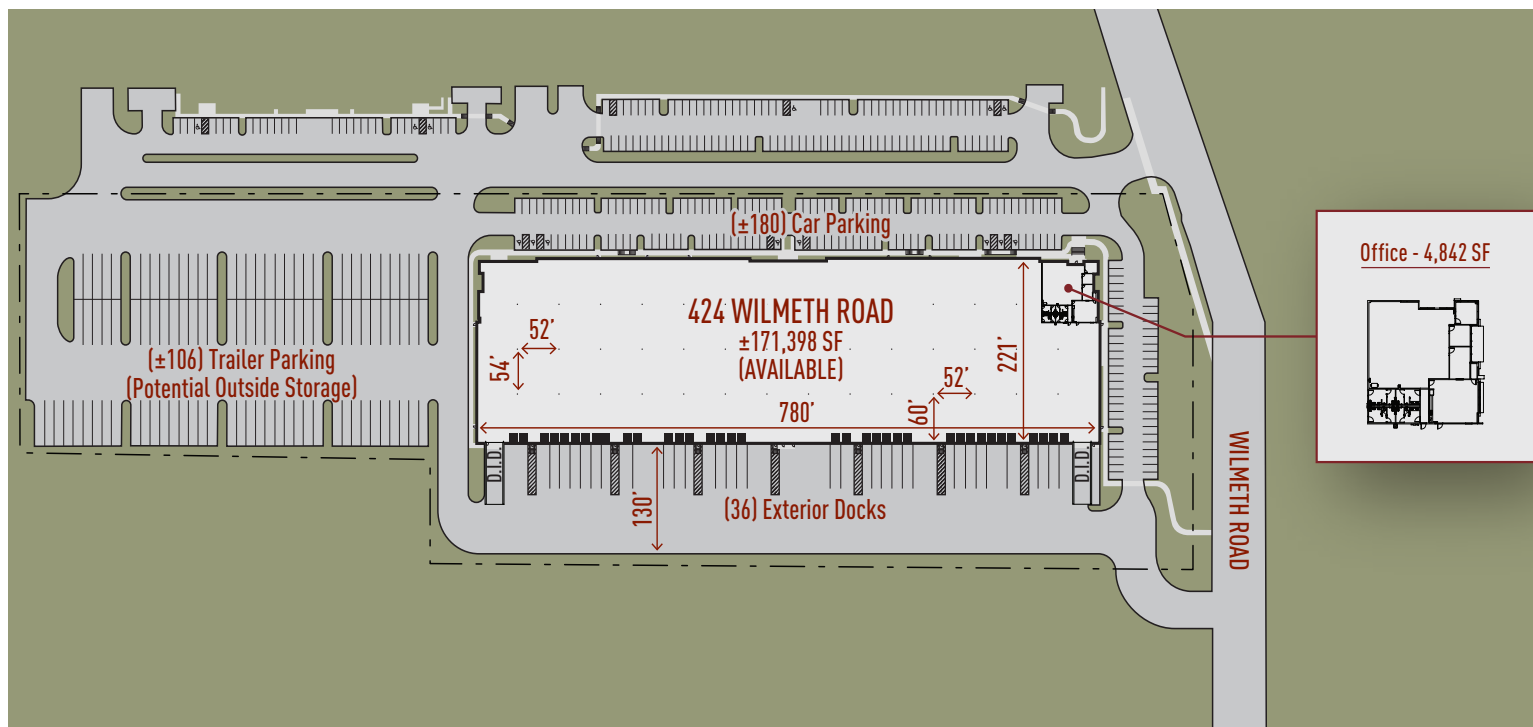 (±180) Car Parking
Office - 4,842 SF
424 WILMETH ROAD
±171,398 SF
(AVAILABLE)
52’
54’
221’
52’
60’
780’
(±106) Trailer Parking
(Potential Outside Storage)
D.I.D.
D.I.D.
130’
(36) Exterior Docks
WILMETH ROAD